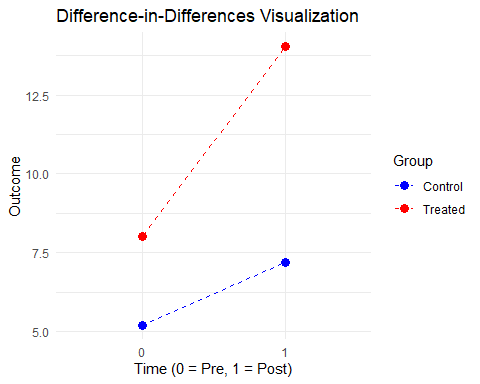 Difference-in-Differences Visualization
Outcome
12.5
10.0
7.5
5.0
0 1
Time (0 = Pre, 1 = Post)
Group
Control
Treated